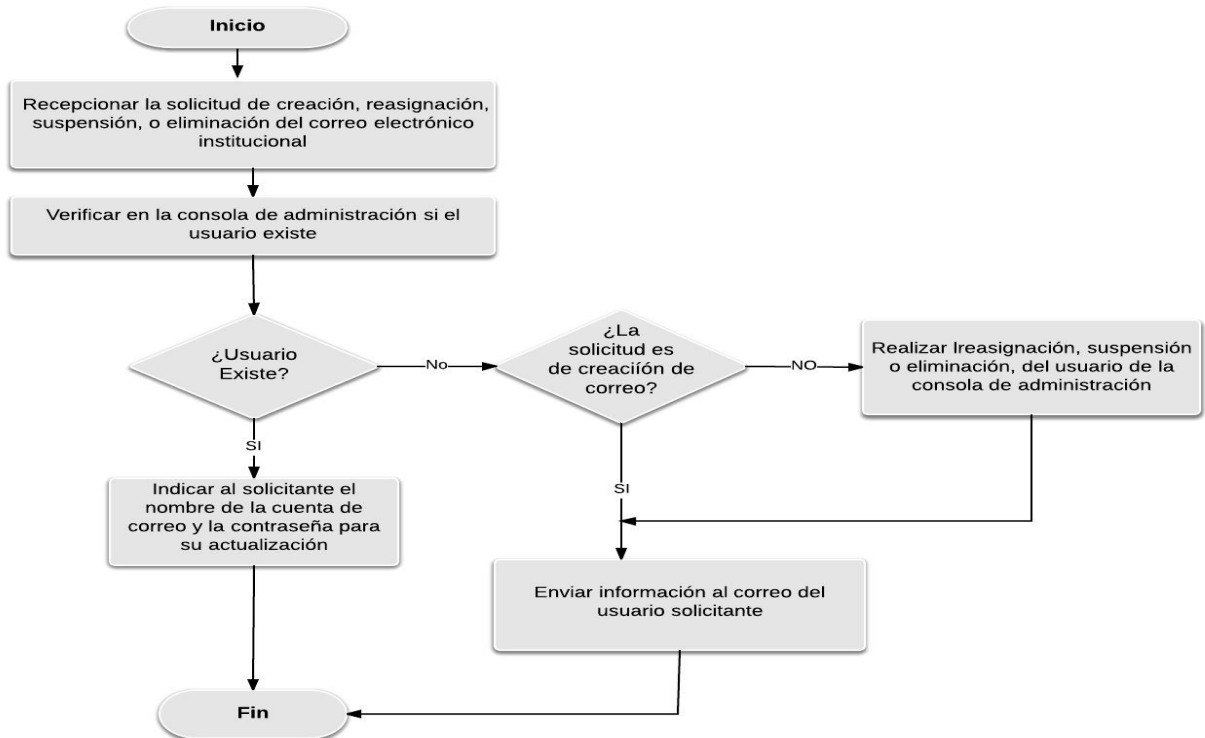 Inicio
Recepcionar la solicitud de creación, reasignación,
suspensión, o eliminación del correo electrónico
institucional
Verificar en la consola de administración si el
usuario existe
¿Usuario
Existe?
No
¿La
solicitud es
de creaciíón de
correo?
NO
Realizar lreasignación, suspensión
o eliminación, del usuario de la
consola de administración
SI
Indicar al solicitante el
nombre de la cuenta de
correo y la contraseña para
su actualización
SI
Enviar información al correo del
usuario solicitante
Fin